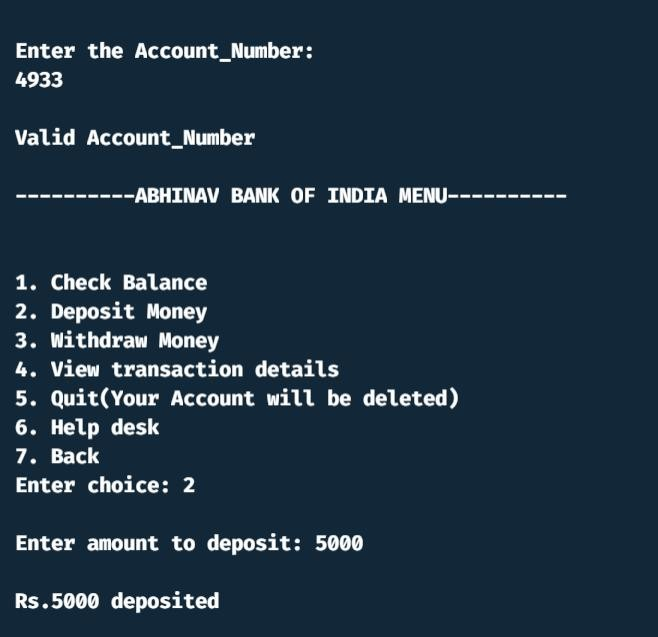 Enter the Account_Number:
4933
Valid Account_Number
----------ABHINAV BANK OF INDIA MENU----------
1. Check Balance
2. Deposit Money
3. Withdraw Money
4. View transaction details
5. Quit(Your Account will be deleted)
6. Help desk
7. Back
Enter choice: 2
Enter amount to deposit: 5000
Rs.5000 deposited